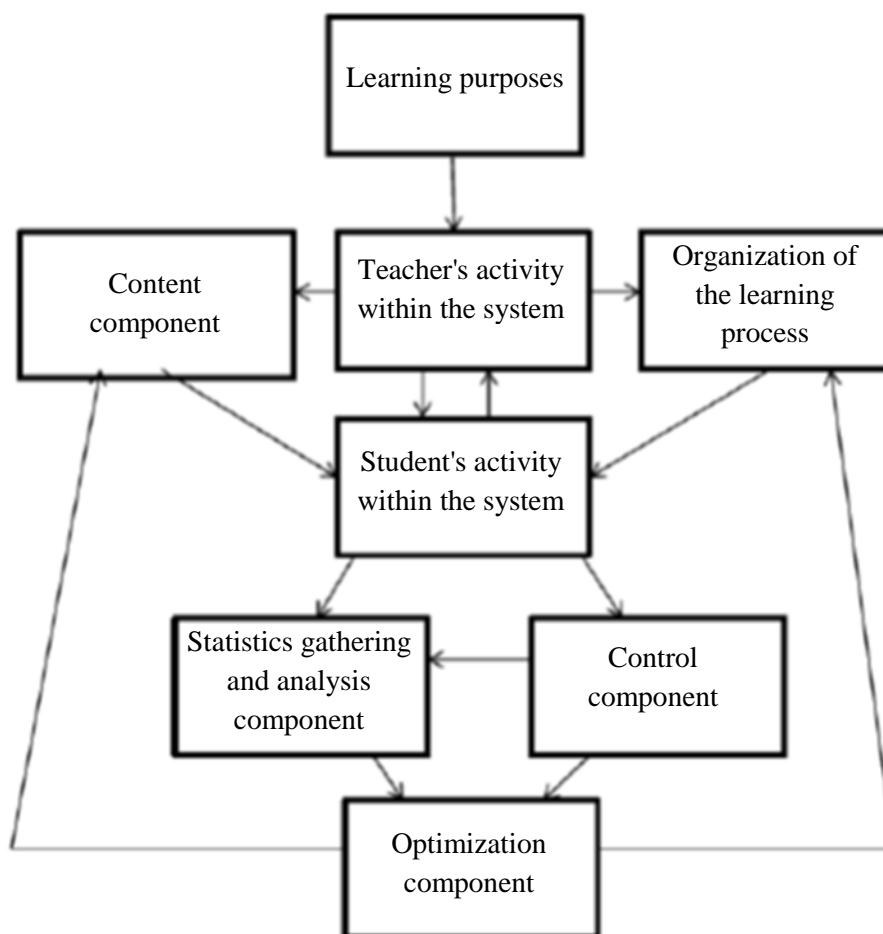 Learning purposes
Content
component
Teacher's activity
within the system
Organization of
the learning
process
Student's activity
within the system
Statistics gathering
and analysis
component
Control
component
Optimization
component